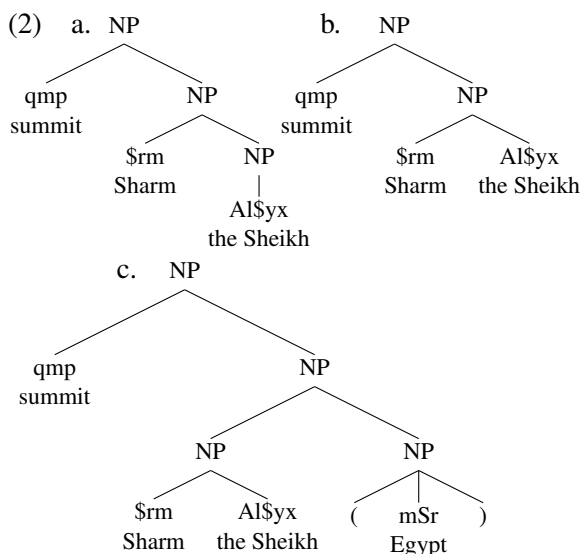 (2) a. NP b. NP
qmp NP qmp NP
summit summit
$rm NP $rm Al$yx
Sharm Sharm the Sheikh
Al$yx
the Sheikh
c. NP
qmp NP
summit
NP NP
$rm Al$yx ( mSr )
Sharm the Sheikh Egypt